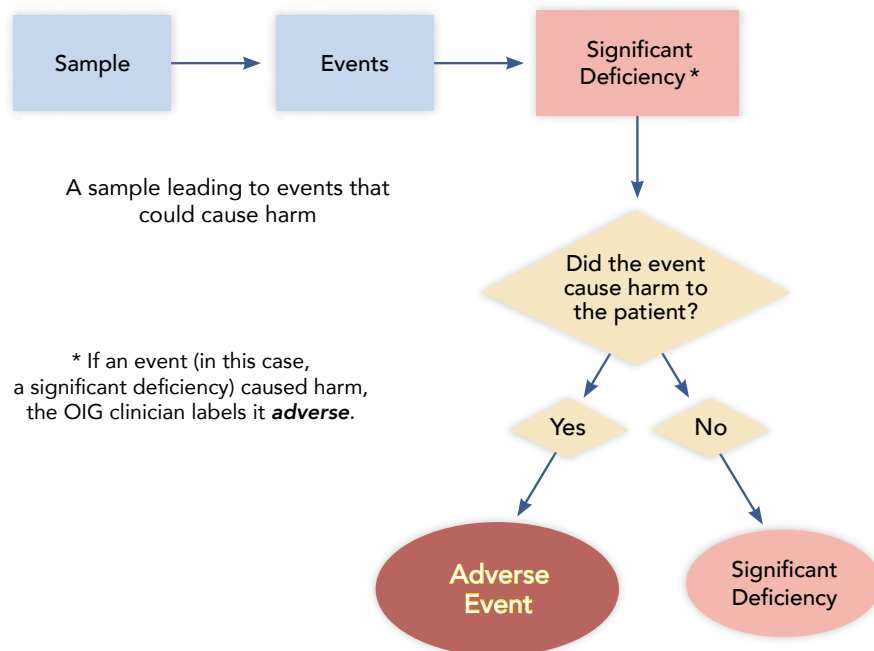 Sample
Events
Significant
Deficiency *
A sample leading to events that
could cause harm
Did the event
cause harm to
the patient?
* If an event (in this case,
a significant deficiency) caused harm,
the OIG clinician labels it adverse.
Yes
No
Adverse
Event
Significant
Deficiency